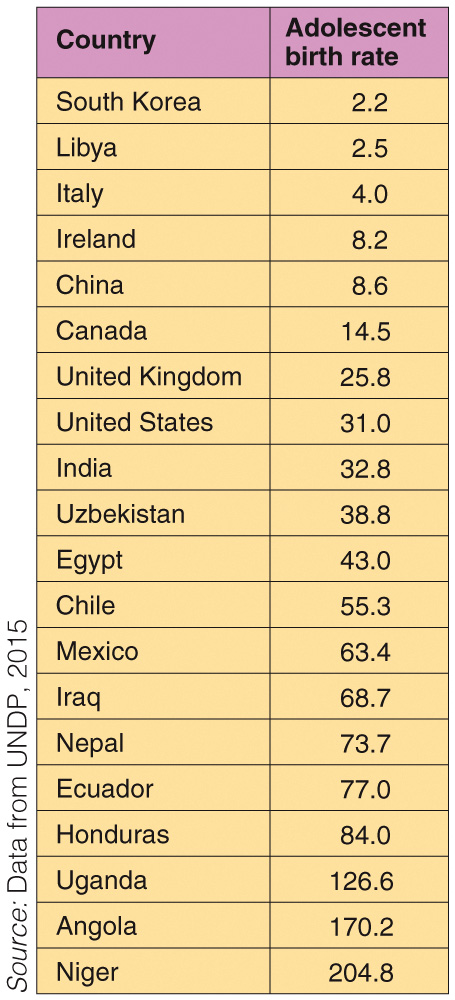 Country Adolescent birth rate
South Korea 2.2
Libya 2.5
Italy 4.0
Ireland 8.2
China 8.6
Canada 14.5
United Kingdom 25.8
United States 31.0
India 32.8
Uzbekistan 38.8
Egypt 43.0
Chile 55.3
Mexico 63.4
Iraq 68.7
Nepal 73.7
Ecuador 77.0
Honduras 84.0
Uganda 126.6
Angola 170.2
Niger 204.8
Source: Data from UNDP, 2015